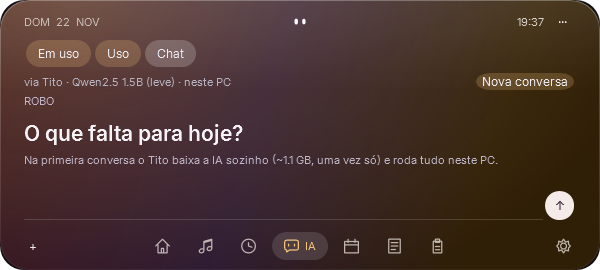 DOM 22 NOV
19:37 ···
Em uso Uso Chat
via Tito · Qwen2.5 1.5B (leve) · neste PC
Nova conversa
ROBO
O que falta para hoje?
Na primeira conversa o Tito baixa a IA sozinho (~1.1 GB, uma vez só) e roda tudo neste PC.
+ IA